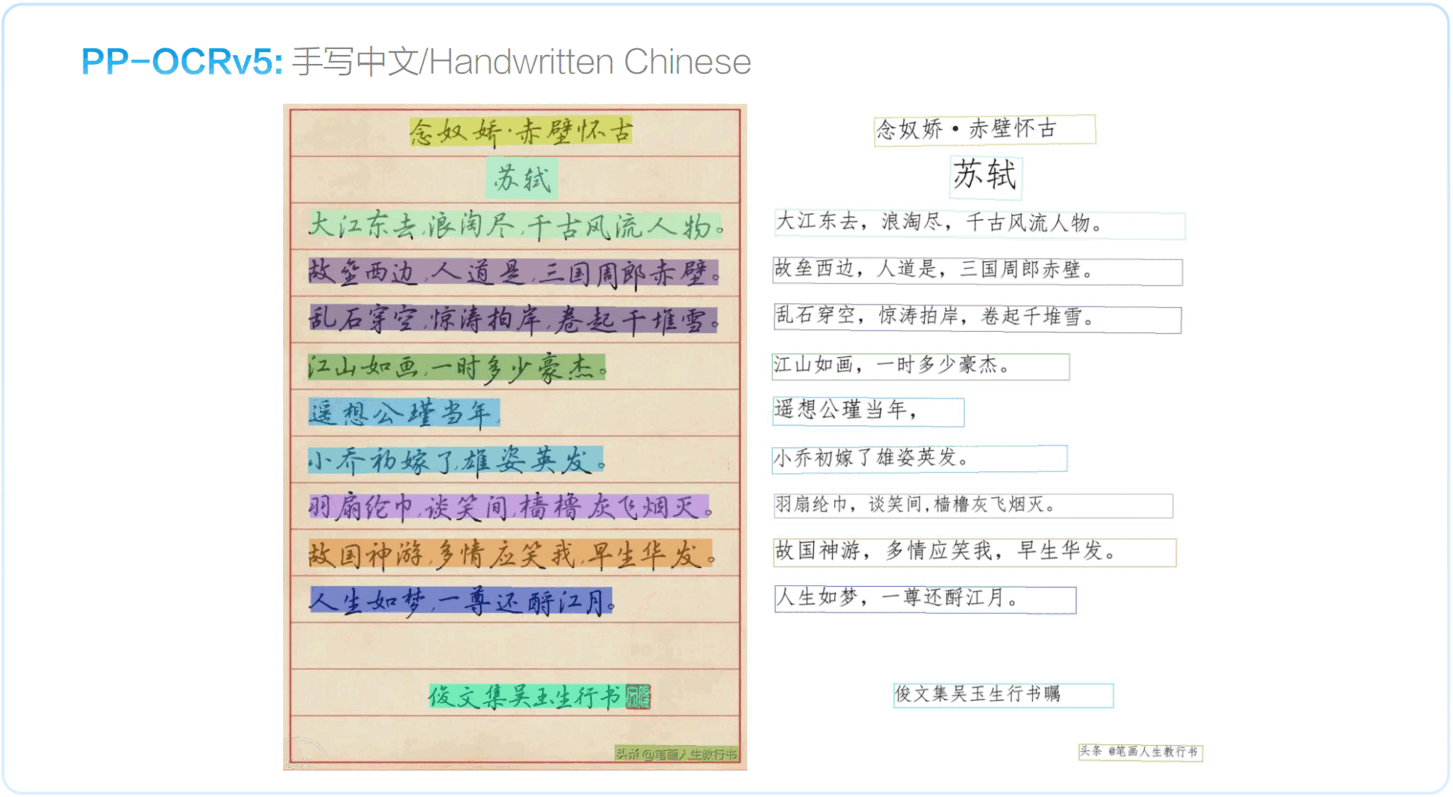 PP-OCRv5: 手写中文/Handwritten Chinese
念奴娇·赤壁怀古
苏轼
大江东去,浪淘尽,千古风流人物。
故垒西边,人道是,三国周郎赤壁。
乱石穿空,惊涛拍岸,卷起千堆雪。
江山如画,一时多少豪杰。
遥想公瑾当年,
小乔初嫁了,雄姿英发。
羽扇纶巾,谈笑间,樯橹灰飞烟灭。
故国神游,多情应笑我,早生华发。
人生如梦,一尊还酹江月。
俊文集吴玉生行书
头条 @笔画人生教行书
念奴娇•赤壁怀古
苏轼
大江东去，浪淘尽，千古风流人物。
故垒西边，人道是，三国周郎赤壁。
乱石穿空，惊涛拍岸，卷起千堆雪。
江山如画，一时多少豪杰。
遥想公瑾当年，
小乔初嫁了雄姿英发。
羽扇纶巾，谈笑间,樯橹灰飞烟灭。
故国神游，多情应笑我，早生华发。
人生如梦，一尊还酹江月。
俊文集吴玉生行书瞩
头条 @笔画人生教行书